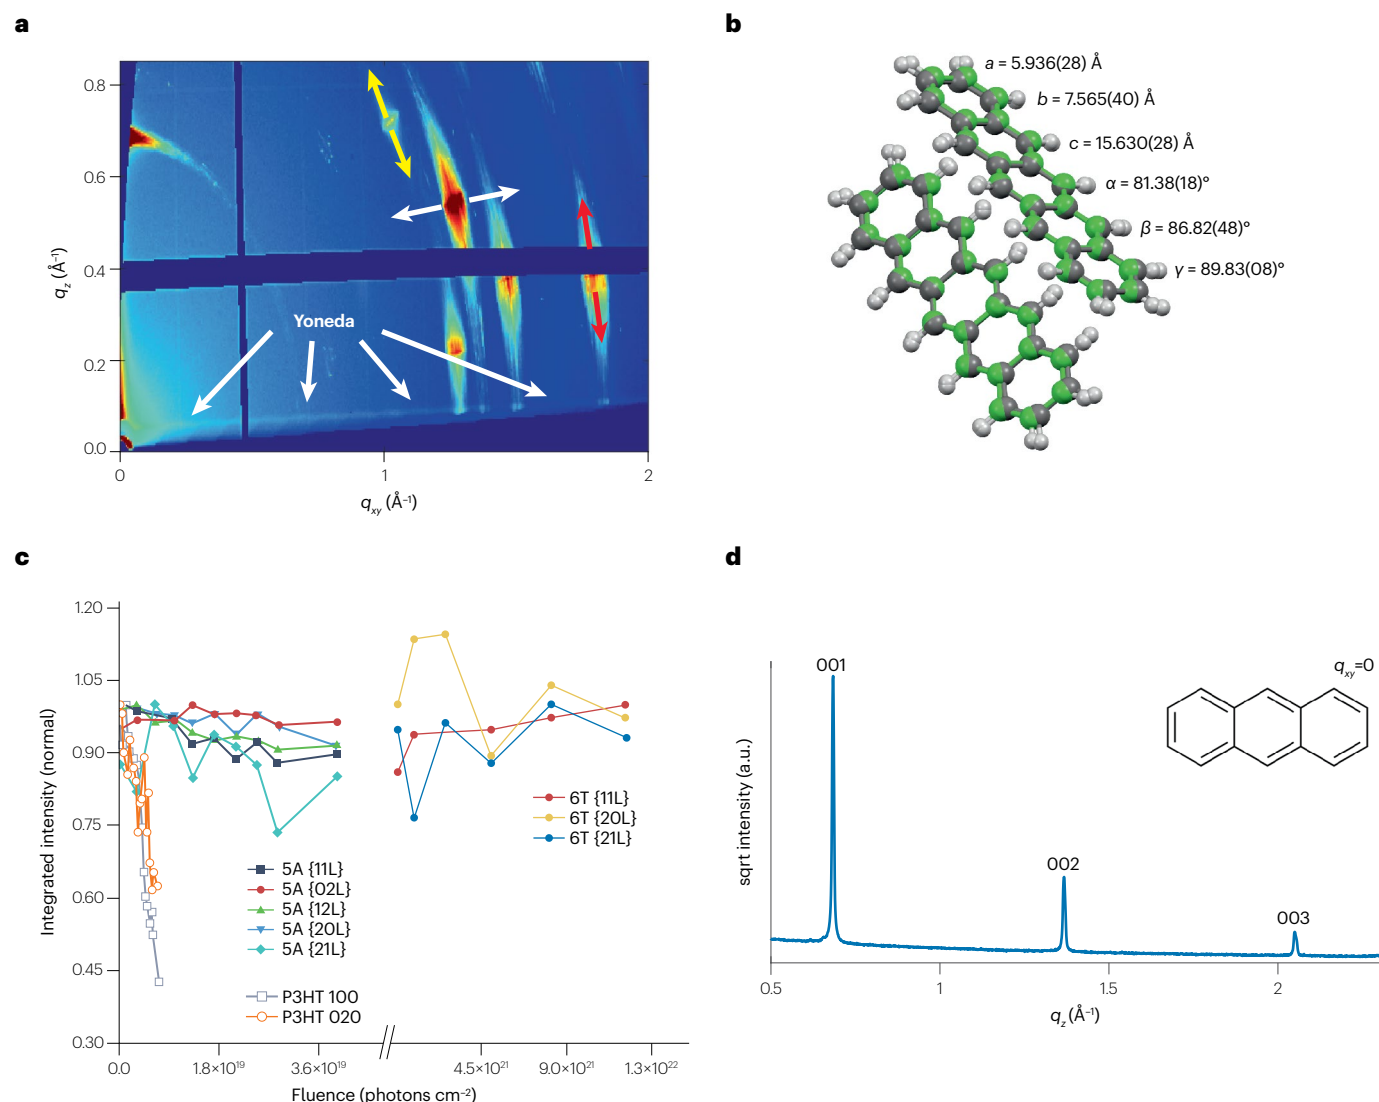 a
0.8
0.6
0.4
0.2
0.0
q_z (Å⁻¹)
Yoneda
0
1
2
q_xy (Å⁻¹)
b
a = 5.936(28) Å
b = 7.565(40) Å
c = 15.630(28) Å
α = 81.38(18)°
β = 86.82(48)°
γ = 89.83(08)°
c
1.20
1.05
0.90
0.75
0.60
0.45
0.30
Integrated intensity (normal)
5A {11L}
5A {02L}
5A {12L}
5A {20L}
5A {21L}
P3HT 100
P3HT 020
6T {11L}
6T {20L}
6T {21L}
0.0
1.8×10¹⁹
3.6×10¹⁹
4.5×10²¹
9.0×10²¹
1.3×10²²
Fluence (photons cm⁻²)
d
001
q_xy=0
002
003
sqrt intensity (a.u.)
0.5
1
1.5
2
q_z (Å⁻¹)